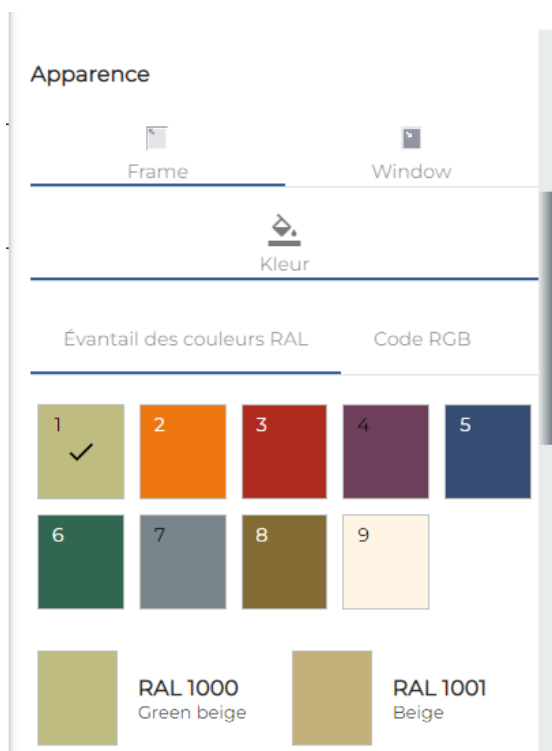 Apparence
Frame Window
Kleur
Évantail des couleurs RAL Code RGB
1 2 3 4 5
6 7 8 9
RAL 1000 RAL 1001
Green beige Beige